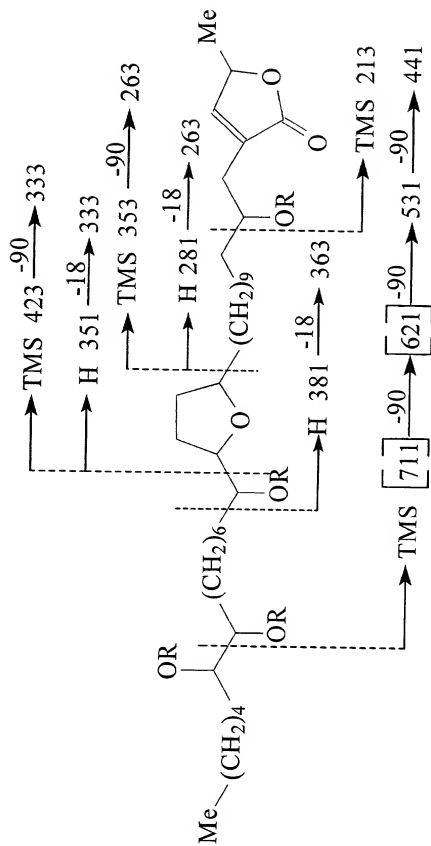 TMS 423 -90 333
H 351 -18 333
TMS 353 -90 263
H 281 -18 263
OR
Me (CH₂)₄ (CH₂)₆ O (CH₂)₉ O Me
OR OR OR O
H 381 -18 363
TMS 213
TMS [711] -90 [621] -90 531 -90 441